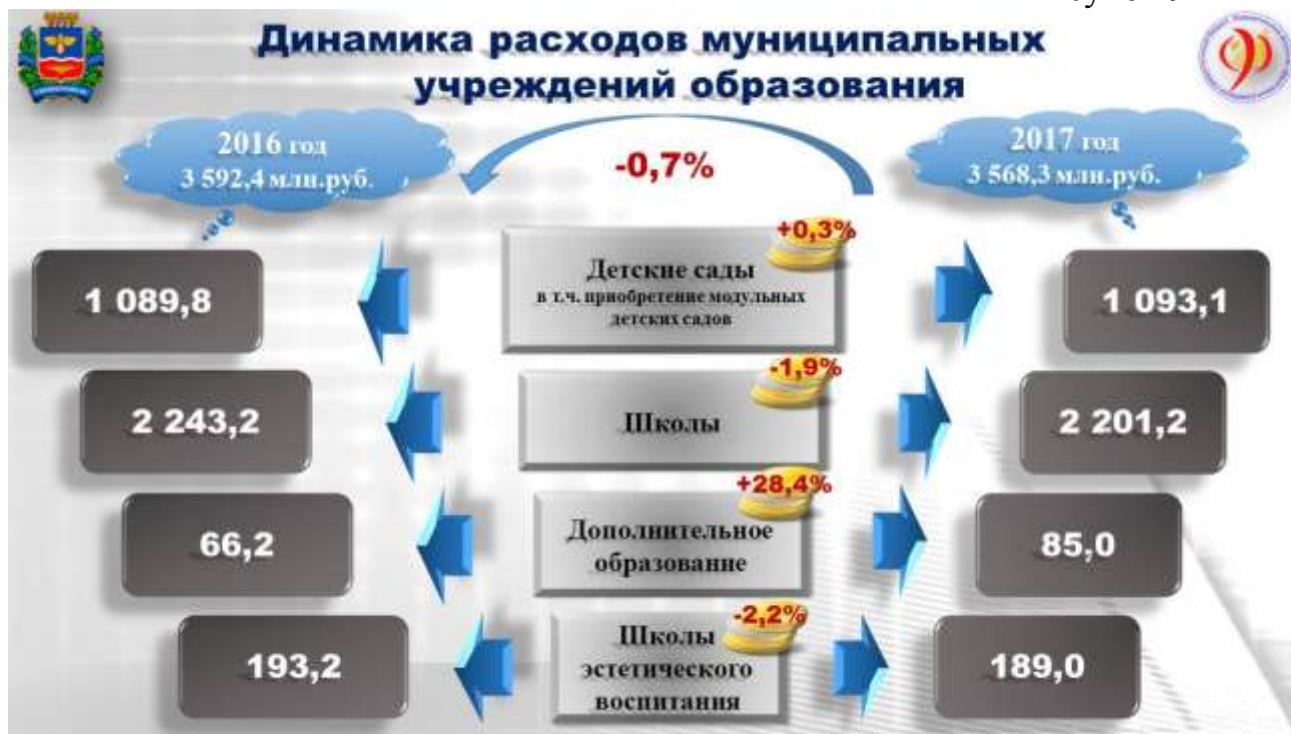 Динамика расходов муниципальных
учреждений образования
2016 год
3 592,4 млн.руб.
-0,7%
2017 год
3 568,3 млн.руб.
1 089,8
+0,3%
Детские сады
в т.ч. приобретение модульных
детских садов
1 093,1
2 243,2
-1,9%
Школы
2 201,2
66,2
+28,4%
Дополнительное
образование
85,0
193,2
-2,2%
Школы
эстетического
воспитания
189,0